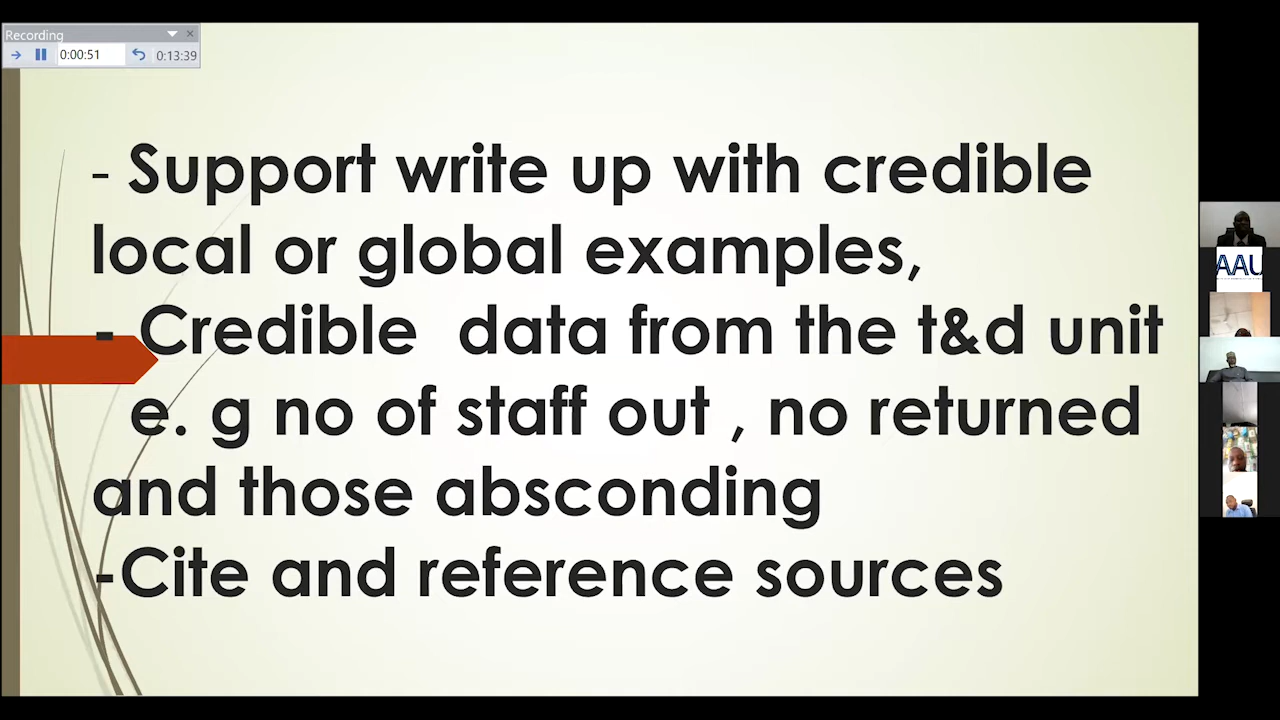 Recording
0:00:51 0:13:39
- Support write up with credible
local or global examples,
- Credible data from the t&d unit
e. g no of staff out , no returned
and those absconding
-Cite and reference sources
AAU